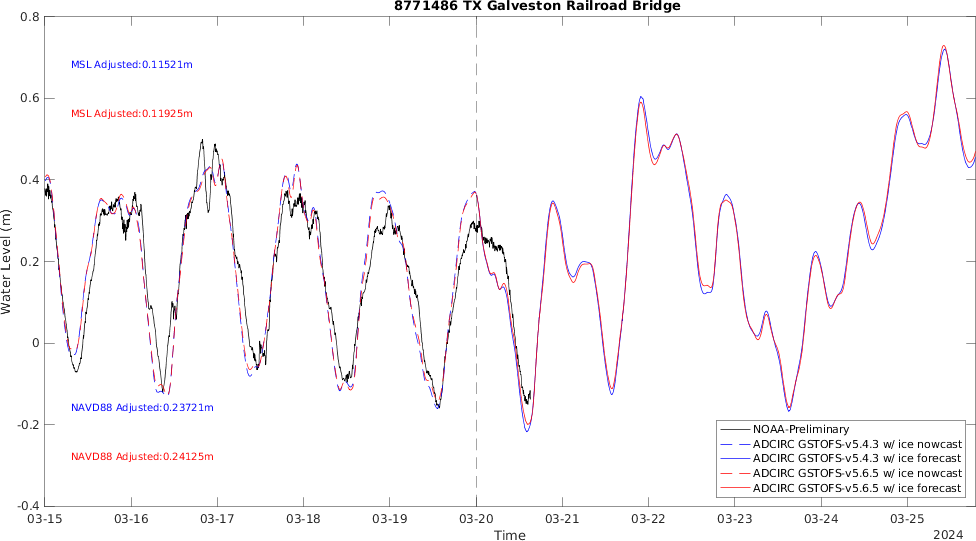 8771486 TX Galveston Railroad Bridge
0.8
MSL Adjusted:0.11521m
0.6
MSL Adjusted:0.11925m
0.4
Water Level (m)
0.2
0
NAVD88 Adjusted:0.23721m
-0.2
NAVD88 Adjusted:0.24125m
-0.4
NOAA-Preliminary
ADCIRC GSTOFS-v5.4.3 w/ ice nowcast
ADCIRC GSTOFS-v5.4.3 w/ ice forecast
ADCIRC GSTOFS-v5.6.5 w/ ice nowcast
ADCIRC GSTOFS-v5.6.5 w/ ice forecast
03-15 03-16 03-17 03-18 03-19 03-20 03-21 03-22 03-23 03-24 03-25
Time
2024